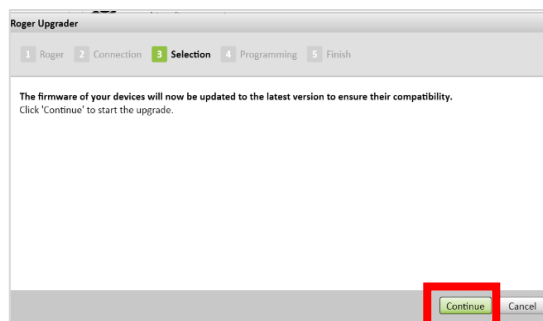 Roger Upgrader
1 Roger 2 Connection 3 Selection 4 Programming 5 Finish
The firmware of your devices will now be updated to the latest version to ensure their compatibility.
Click 'Continue' to start the upgrade.
Continue Cancel